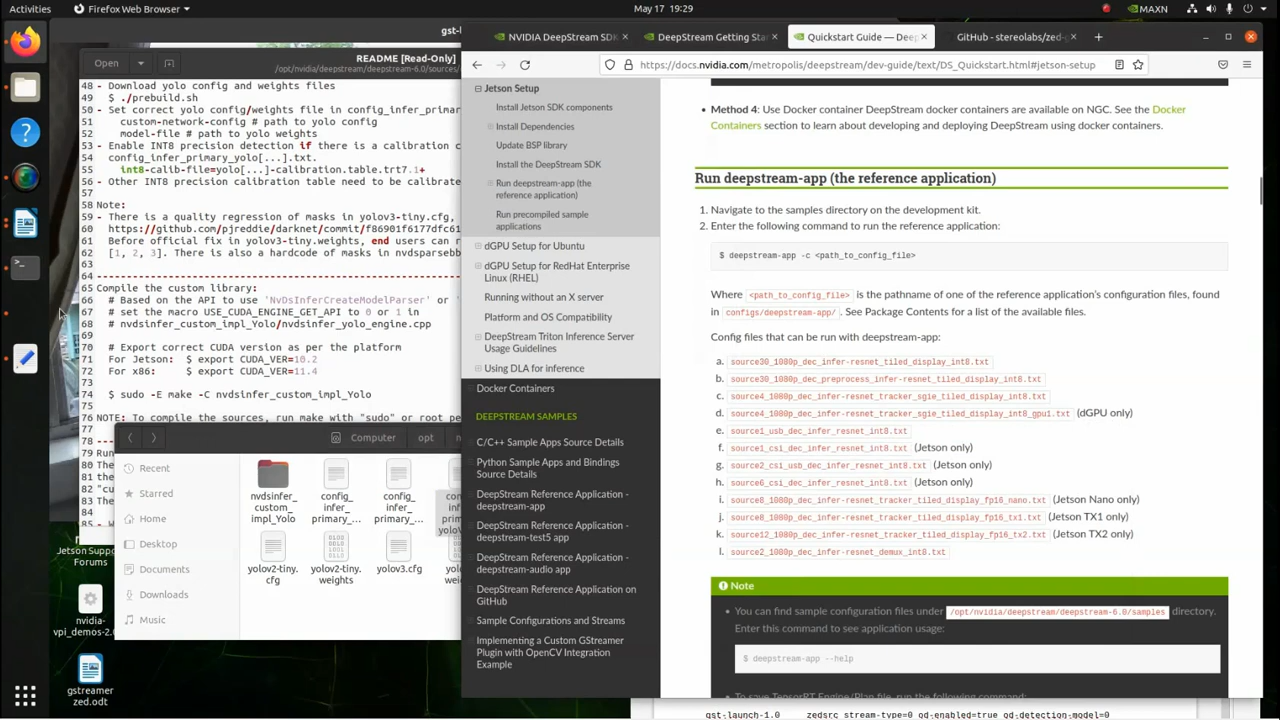 Activities
Firefox Web Browser
May 17 19:29
MAXN
gst-l
Open
README [Read-Only]
/opt/nvidia/deepstream/deepstream-6.0/sources/
48 - Download yolo config and weights files
49 $ ./prebuild.sh
50 - Set correct yolo config/weights file in config_infer_primar
51 custom-network-config # path to yolo config
52 model-file # path to yolo weights
53 - Enable INT8 precision detection if there is a calibration c
54 config_infer_primary_yolo[...].txt.
55 int8-calib-file=yolo[...]-calibration.table.trt7.1+
56 - Other INT8 precision calibration table need to be calibrate
57
58 Note:
59 - There is a quality regression of masks in yolov3-tiny.cfg,
60 https://github.com/pjreddie/darknet/commit/f86901f6177dfc61
61 Before official fix in yolov3-tiny.weights, end users can r
62 [1, 2, 3]. There is also a hardcode of masks in nvdsparsebb
63
64 --------------------------------------------------
65 Compile the custom library:
66 # Based on the API to use 'NvDsInferCreateModelParser' or '
67 # set the macro USE_CUDA_ENGINE_GET_API to 0 or 1 in
68 # nvdsinfer_custom_impl_Yolo/nvdsinfer_yolo_engine.cpp
69
70 # Export correct CUDA version as per the platform
71 For Jetson: $ export CUDA_VER=10.2
72 For x86: $ export CUDA_VER=11.4
73
74 $ sudo -E make -C nvdsinfer_custom_impl_Yolo
75
76 NOTE: To compile the sources, run make with "sudo" or root pe
77
78 ---
79 Run
80 The
81 the
82 "cu
83 The
84
85 - W
Computer
opt
Recent
Starred
Home
Desktop
Documents
Downloads
Music
nvdsinfer_custom_impl_Yolo
config_infer_primary_...
config_infer_primary_...
yolov2-tiny.cfg
yolov2-tiny.weights
yolov3.cfg
Jetson Support Forums
nvidia-vpi_demos-2.0
gstreamer zed.odt
NVIDIA DeepStream SDK
DeepStream Getting Star
Quickstart Guide — Deep
GitHub - stereolabs/zed-g
https://docs.nvidia.com/metropolis/deepstream/dev-guide/text/DS_Quickstart.html#jetson-setup
Jetson Setup
Install Jetson SDK components
Install Dependencies
Update BSP library
Install the DeepStream SDK
Run deepstream-app (the
reference application)
Run precompiled sample
applications
dGPU Setup for Ubuntu
dGPU Setup for RedHat Enterprise
Linux (RHEL)
Running without an X server
Platform and OS Compatibility
DeepStream Triton Inference Server
Usage Guidelines
Using DLA for inference
Docker Containers
DEEPSTREAM SAMPLES
C/C++ Sample Apps Source Details
Python Sample Apps and Bindings
Source Details
DeepStream Reference Application -
deepstream-app
DeepStream Reference Application -
deepstream-test5 app
DeepStream Reference Application -
deepstream-audio app
DeepStream Reference Application on
GitHub
Sample Configurations and Streams
Implementing a Custom GStreamer
Plugin with OpenCV Integration
Example
• Method 4: Use Docker container DeepStream docker containers are available on NGC. See the Docker
Containers section to learn about developing and deploying DeepStream using docker containers.
Run deepstream-app (the reference application)
1. Navigate to the samples directory on the development kit.
2. Enter the following command to run the reference application:
$ deepstream-app -c <path_to_config_file>
Where <path_to_config_file> is the pathname of one of the reference application's configuration files, found
in configs/deepstream-app/. See Package Contents for a list of the available files.
Config files that can be run with deepstream-app:
a. source30_1080p_dec_infer-resnet_tiled_display_int8.txt
b. source30_1080p_dec_preprocess_infer-resnet_tiled_display_int8.txt
c. source4_1080p_dec_infer-resnet_tracker_sgie_tiled_display_int8.txt
d. source4_1080p_dec_infer-resnet_tracker_sgie_tiled_display_int8_gpu1.txt (dGPU only)
e. source1_usb_dec_infer_resnet_int8.txt
f. source1_csi_dec_infer_resnet_int8.txt (Jetson only)
g. source2_csi_usb_dec_infer_resnet_int8.txt (Jetson only)
h. source6_csi_dec_infer_resnet_int8.txt (Jetson only)
i. source8_1080p_dec_infer-resnet_tracker_tiled_display_fp16_nano.txt (Jetson Nano only)
j. source8_1080p_dec_infer-resnet_tracker_tiled_display_fp16_tx1.txt (Jetson TX1 only)
k. source12_1080p_dec_infer-resnet_tracker_tiled_display_fp16_tx2.txt (Jetson TX2 only)
l. source2_1080p_dec_infer-resnet_demux_int8.txt
Note
• You can find sample configuration files under /opt/nvidia/deepstream/deepstream-6.0/samples directory.
Enter this command to see application usage:
$ deepstream-app --help
• To save TensorRT Engine/Plan file, run the following command:
gst-launch-1.0 zedsrc stream-type=0 od-enabled=true od-detection-model=0